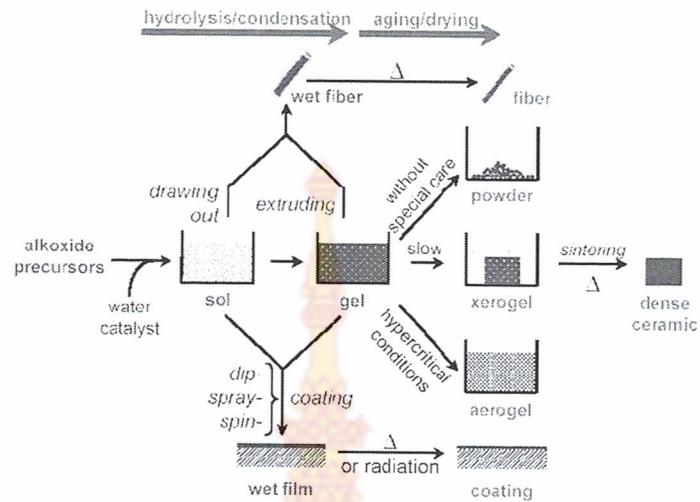 hydrolysis/condensation
aging/drying
Δ
wet fiber
fiber
drawing
out
extruding
without
special care
powder
alkoxide
precursors
water
catalyst
sol
gel
slow
xerogel
sintering
Δ
dense
ceramic
hypercritical
conditions
aerogel
dip-
spray-
spin-
coating
Δ
or radiation
wet film
coating